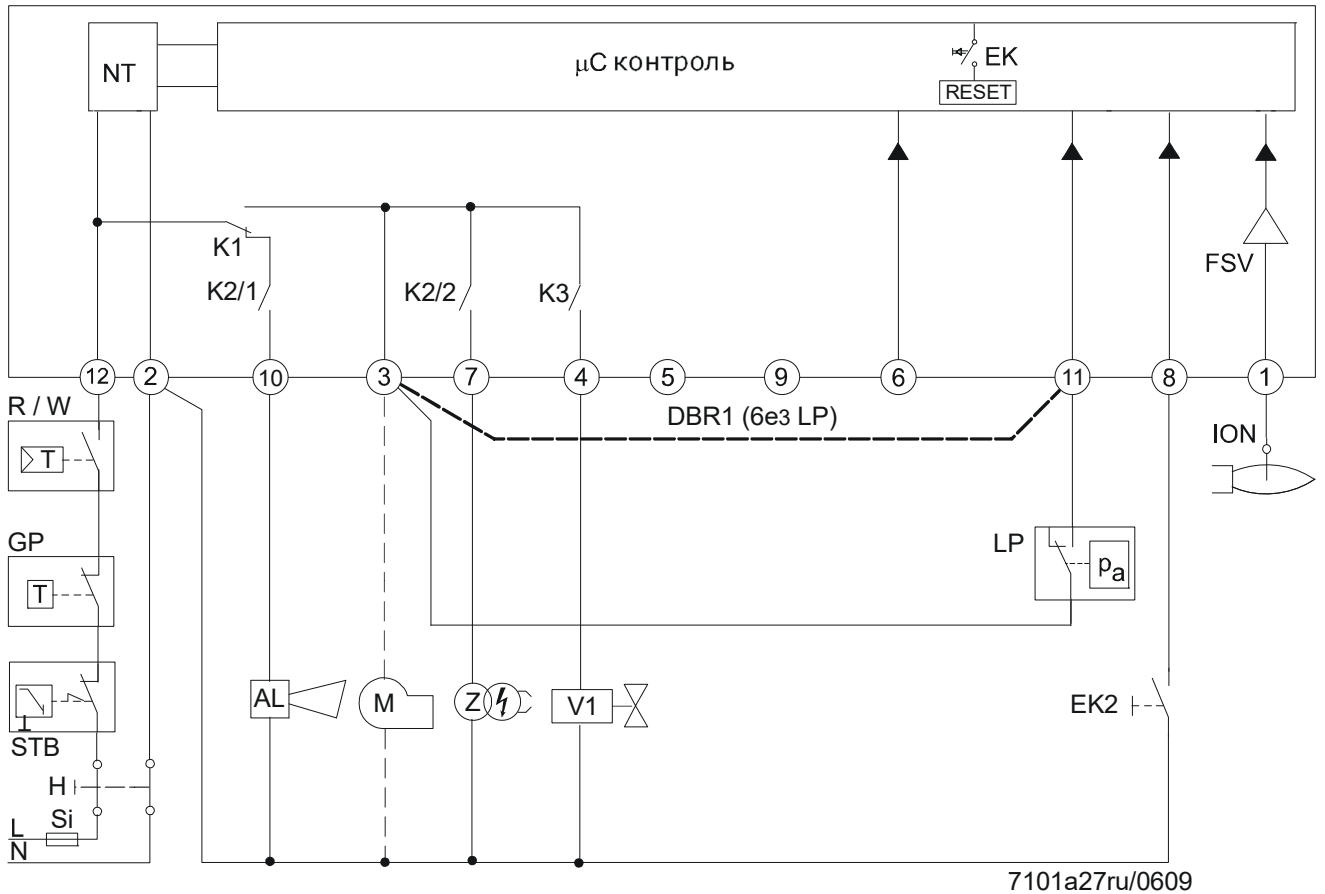 NT
µC контроль
EK
RESET
K1
FSV
K2/1
K2/2
K3
12
2
10
3
7
4
5
9
6
11
8
1
R / W
DBR1 (без LP)
T
ION
GP
LP
T
pa
AL
M
Z
V1
EK2
STB
H
Si
L
N
7101a27ru/0609